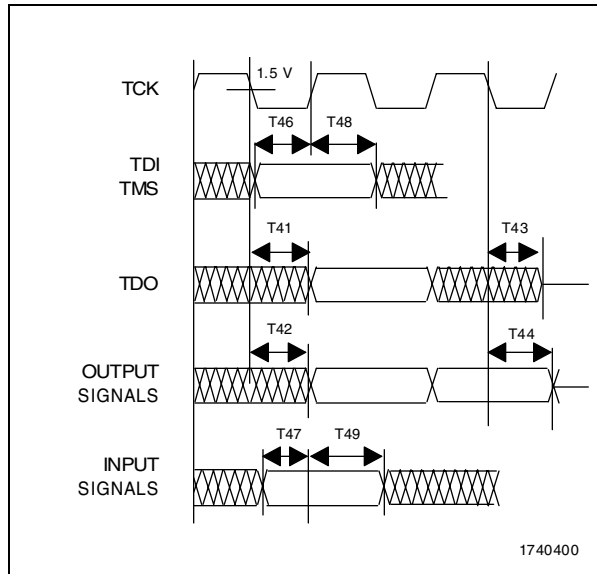 TCK
1.5 V
T46
T48
TDI
TMS
T41
T43
TDO
T42
T44
OUTPUT
SIGNALS
T47
T49
INPUT
SIGNALS
1740400